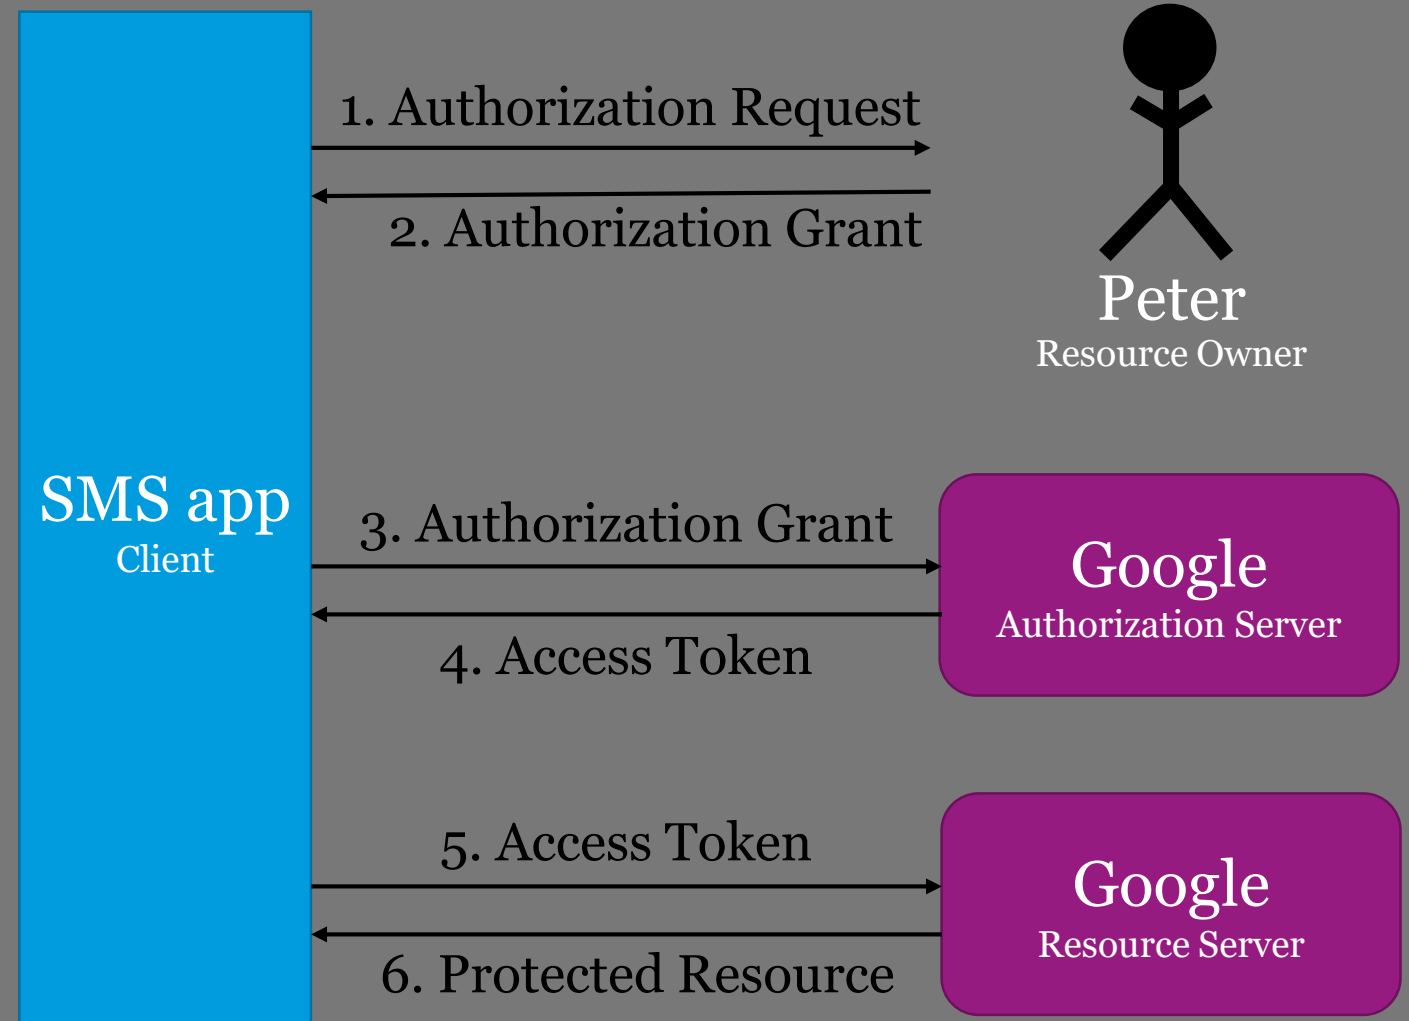 1. Authorization Request
2. Authorization Grant
Peter
Resource Owner
SMS app
Client
3. Authorization Grant
Google
Authorization Server
4. Access Token
5. Access Token
Google
Resource Server
6. Protected Resource